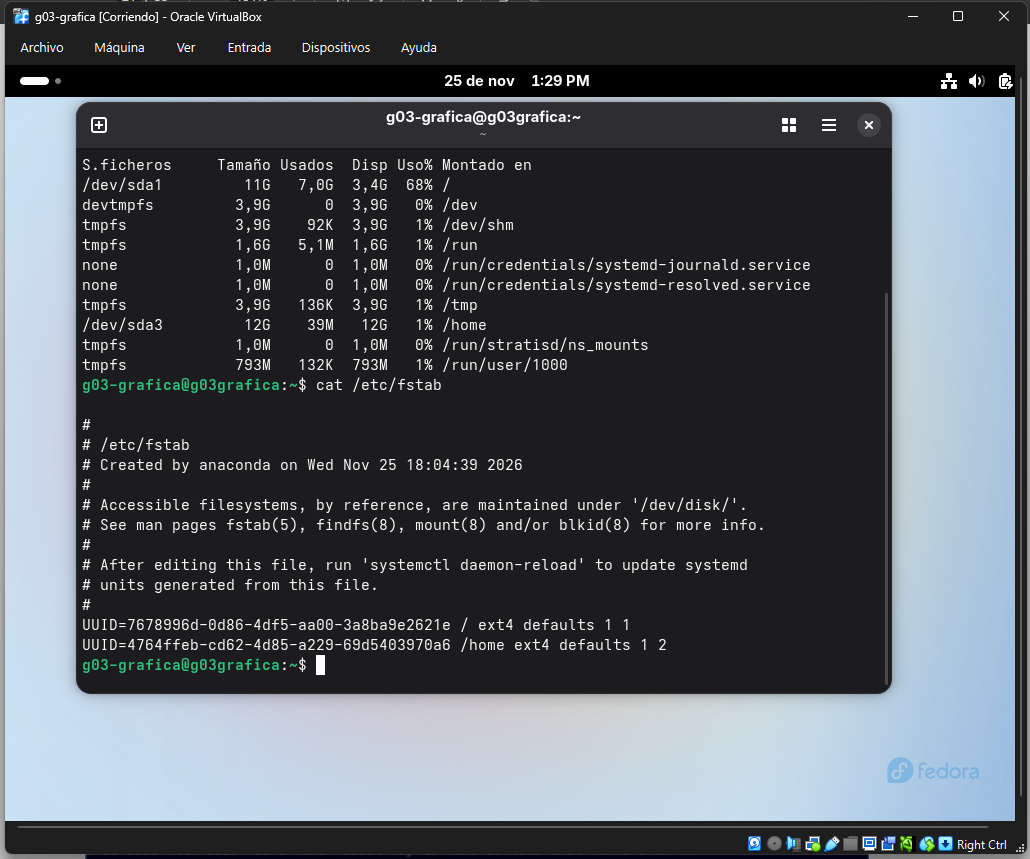 g03-grafica [Corriendo] - Oracle VirtualBox
Archivo Máquina Ver Entrada Dispositivos Ayuda
25 de nov 1:29 PM
g03-grafica@g03grafica:~
~
S.ficheros Tamaño Usados Disp Uso% Montado en
/dev/sda1 11G 7,0G 3,4G 68% /
devtmpfs 3,9G 0 3,9G 0% /dev
tmpfs 3,9G 92K 3,9G 1% /dev/shm
tmpfs 1,6G 5,1M 1,6G 1% /run
none 1,0M 0 1,0M 0% /run/credentials/systemd-journald.service
none 1,0M 0 1,0M 0% /run/credentials/systemd-resolved.service
tmpfs 3,9G 136K 3,9G 1% /tmp
/dev/sda3 12G 39M 12G 1% /home
tmpfs 1,0M 0 1,0M 0% /run/stratisd/ns_mounts
tmpfs 793M 132K 793M 1% /run/user/1000
g03-grafica@g03grafica:~$ cat /etc/fstab
#
# /etc/fstab
# Created by anaconda on Wed Nov 25 18:04:39 2026
#
# Accessible filesystems, by reference, are maintained under '/dev/disk/'.
# See man pages fstab(5), findfs(8), mount(8) and/or blkid(8) for more info.
#
# After editing this file, run 'systemctl daemon-reload' to update systemd
# units generated from this file.
#
UUID=7678996d-0d86-4df5-aa00-3a8ba9e2621e / ext4 defaults 1 1
UUID=4764ffeb-cd62-4d85-a229-69d5403970a6 /home ext4 defaults 1 2
g03-grafica@g03grafica:~$
fedora
Right Ctrl